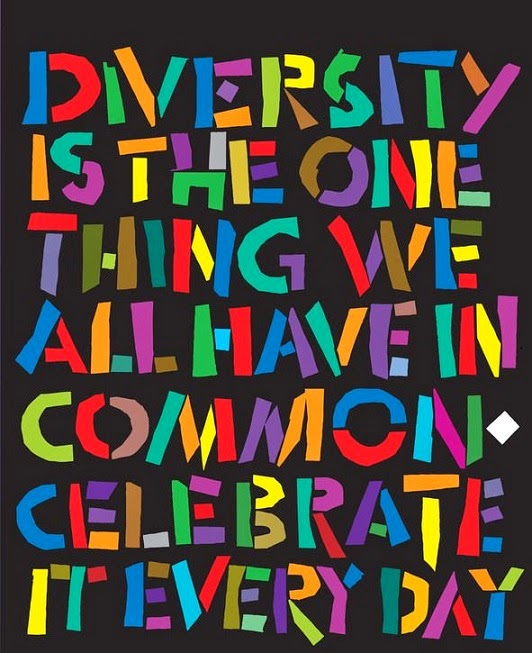 DIVERSITY
IS THE ONE
THING WE
ALL HAVE IN
COMMON.
CELEBRATE
IT EVERY DAY